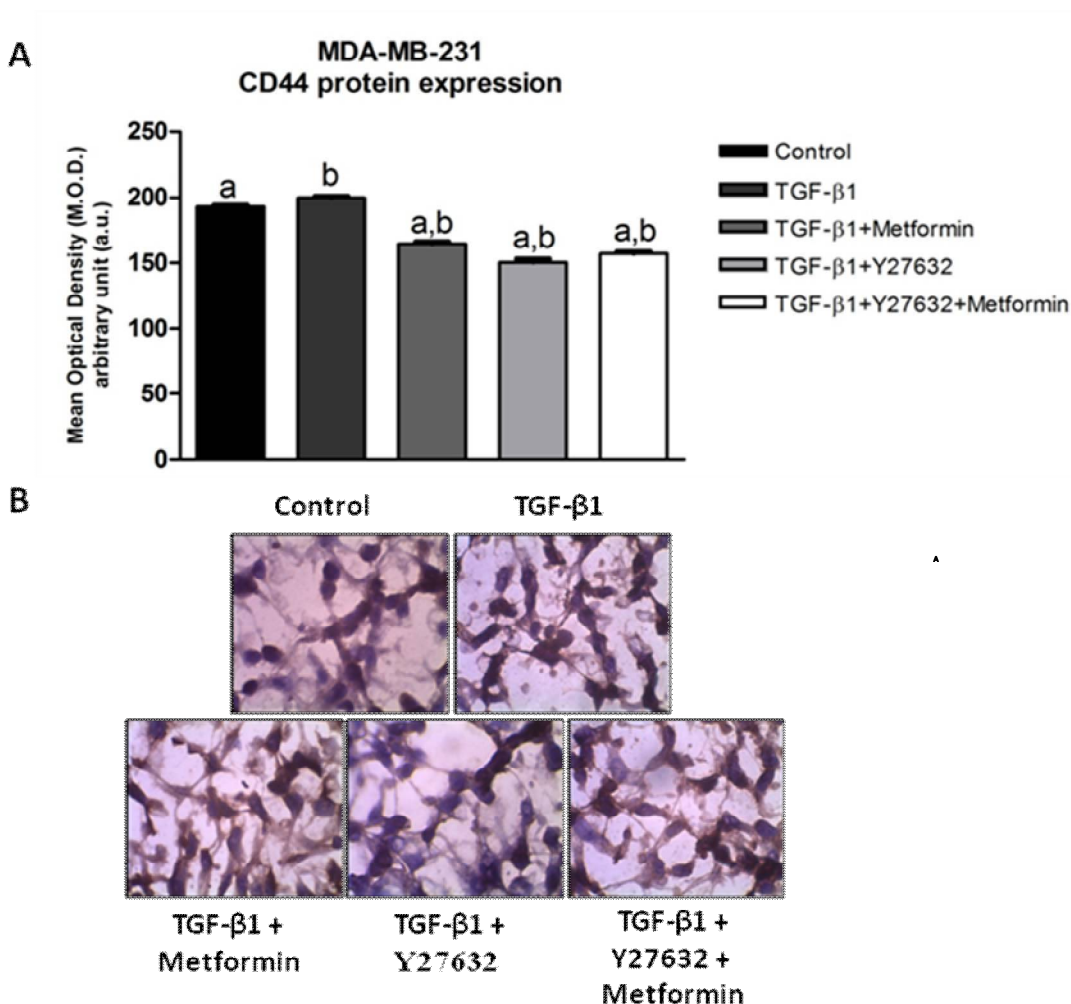 A
MDA-MB-231
CD44 protein expression
Mean Optical Density (M.O.D.)
arbitrary unit (a.u.)
250
200
150
100
50
0
a
b
a,b
a,b
a,b
Control
TGF-β1
TGF-β1+Metformin
TGF-β1+Y27632
TGF-β1+Y27632+Metformin
B
Control
TGF-β1
A
TGF-β1 +
Metformin
TGF-β1 +
Y27632
TGF-β1 +
Y27632 +
Metformin